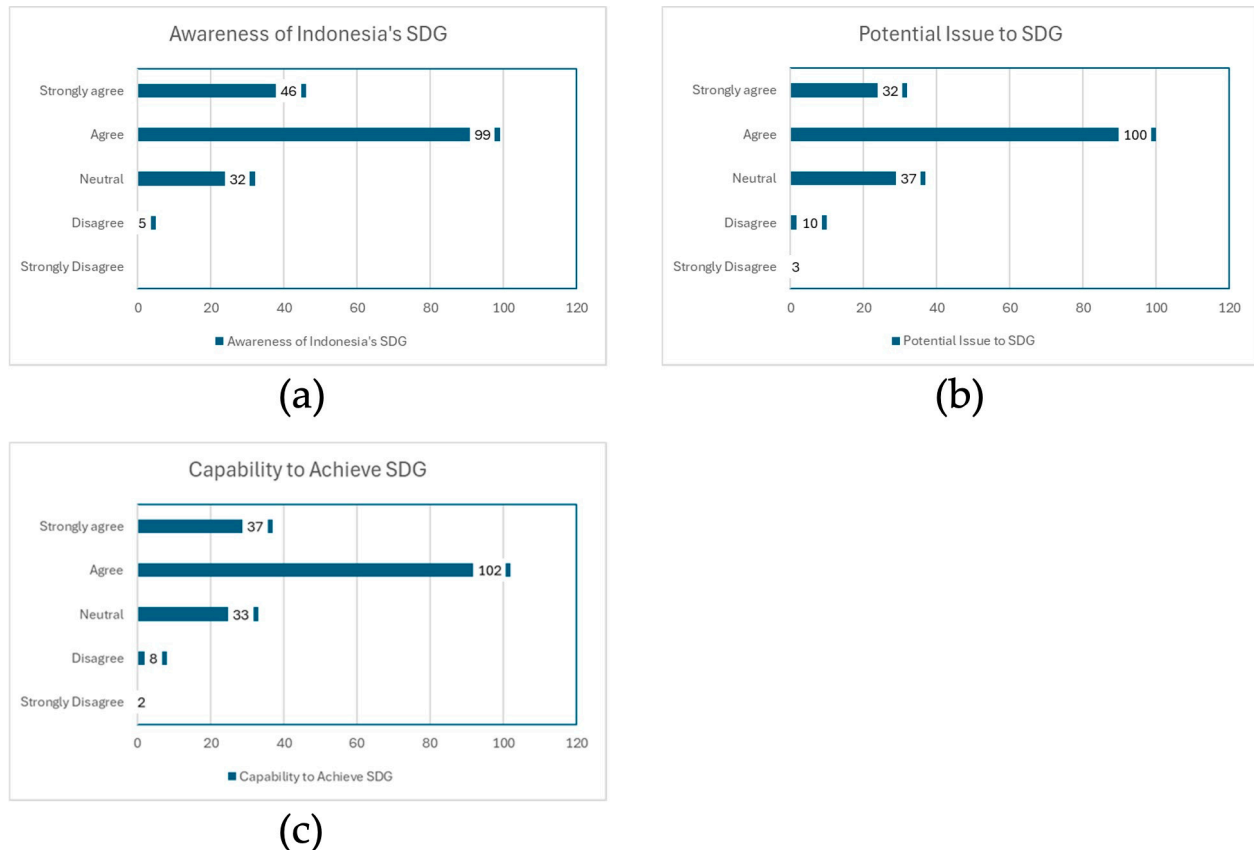 Awareness of Indonesia's SDG
Strongly agree 46
Agree 99
Neutral 32
Disagree 5
Strongly Disagree
0 20 40 60 80 100 120
Awareness of Indonesia's SDG
(a)
Potential Issue to SDG
Strongly agree 32
Agree 100
Neutral 37
Disagree 10
Strongly Disagree 3
0 20 40 60 80 100 120
Potential Issue to SDG
(b)
Capability to Achieve SDG
Strongly agree 37
Agree 102
Neutral 33
Disagree 8
Strongly Disagree 2
0 20 40 60 80 100 120
Capability to Achieve SDG
(c)